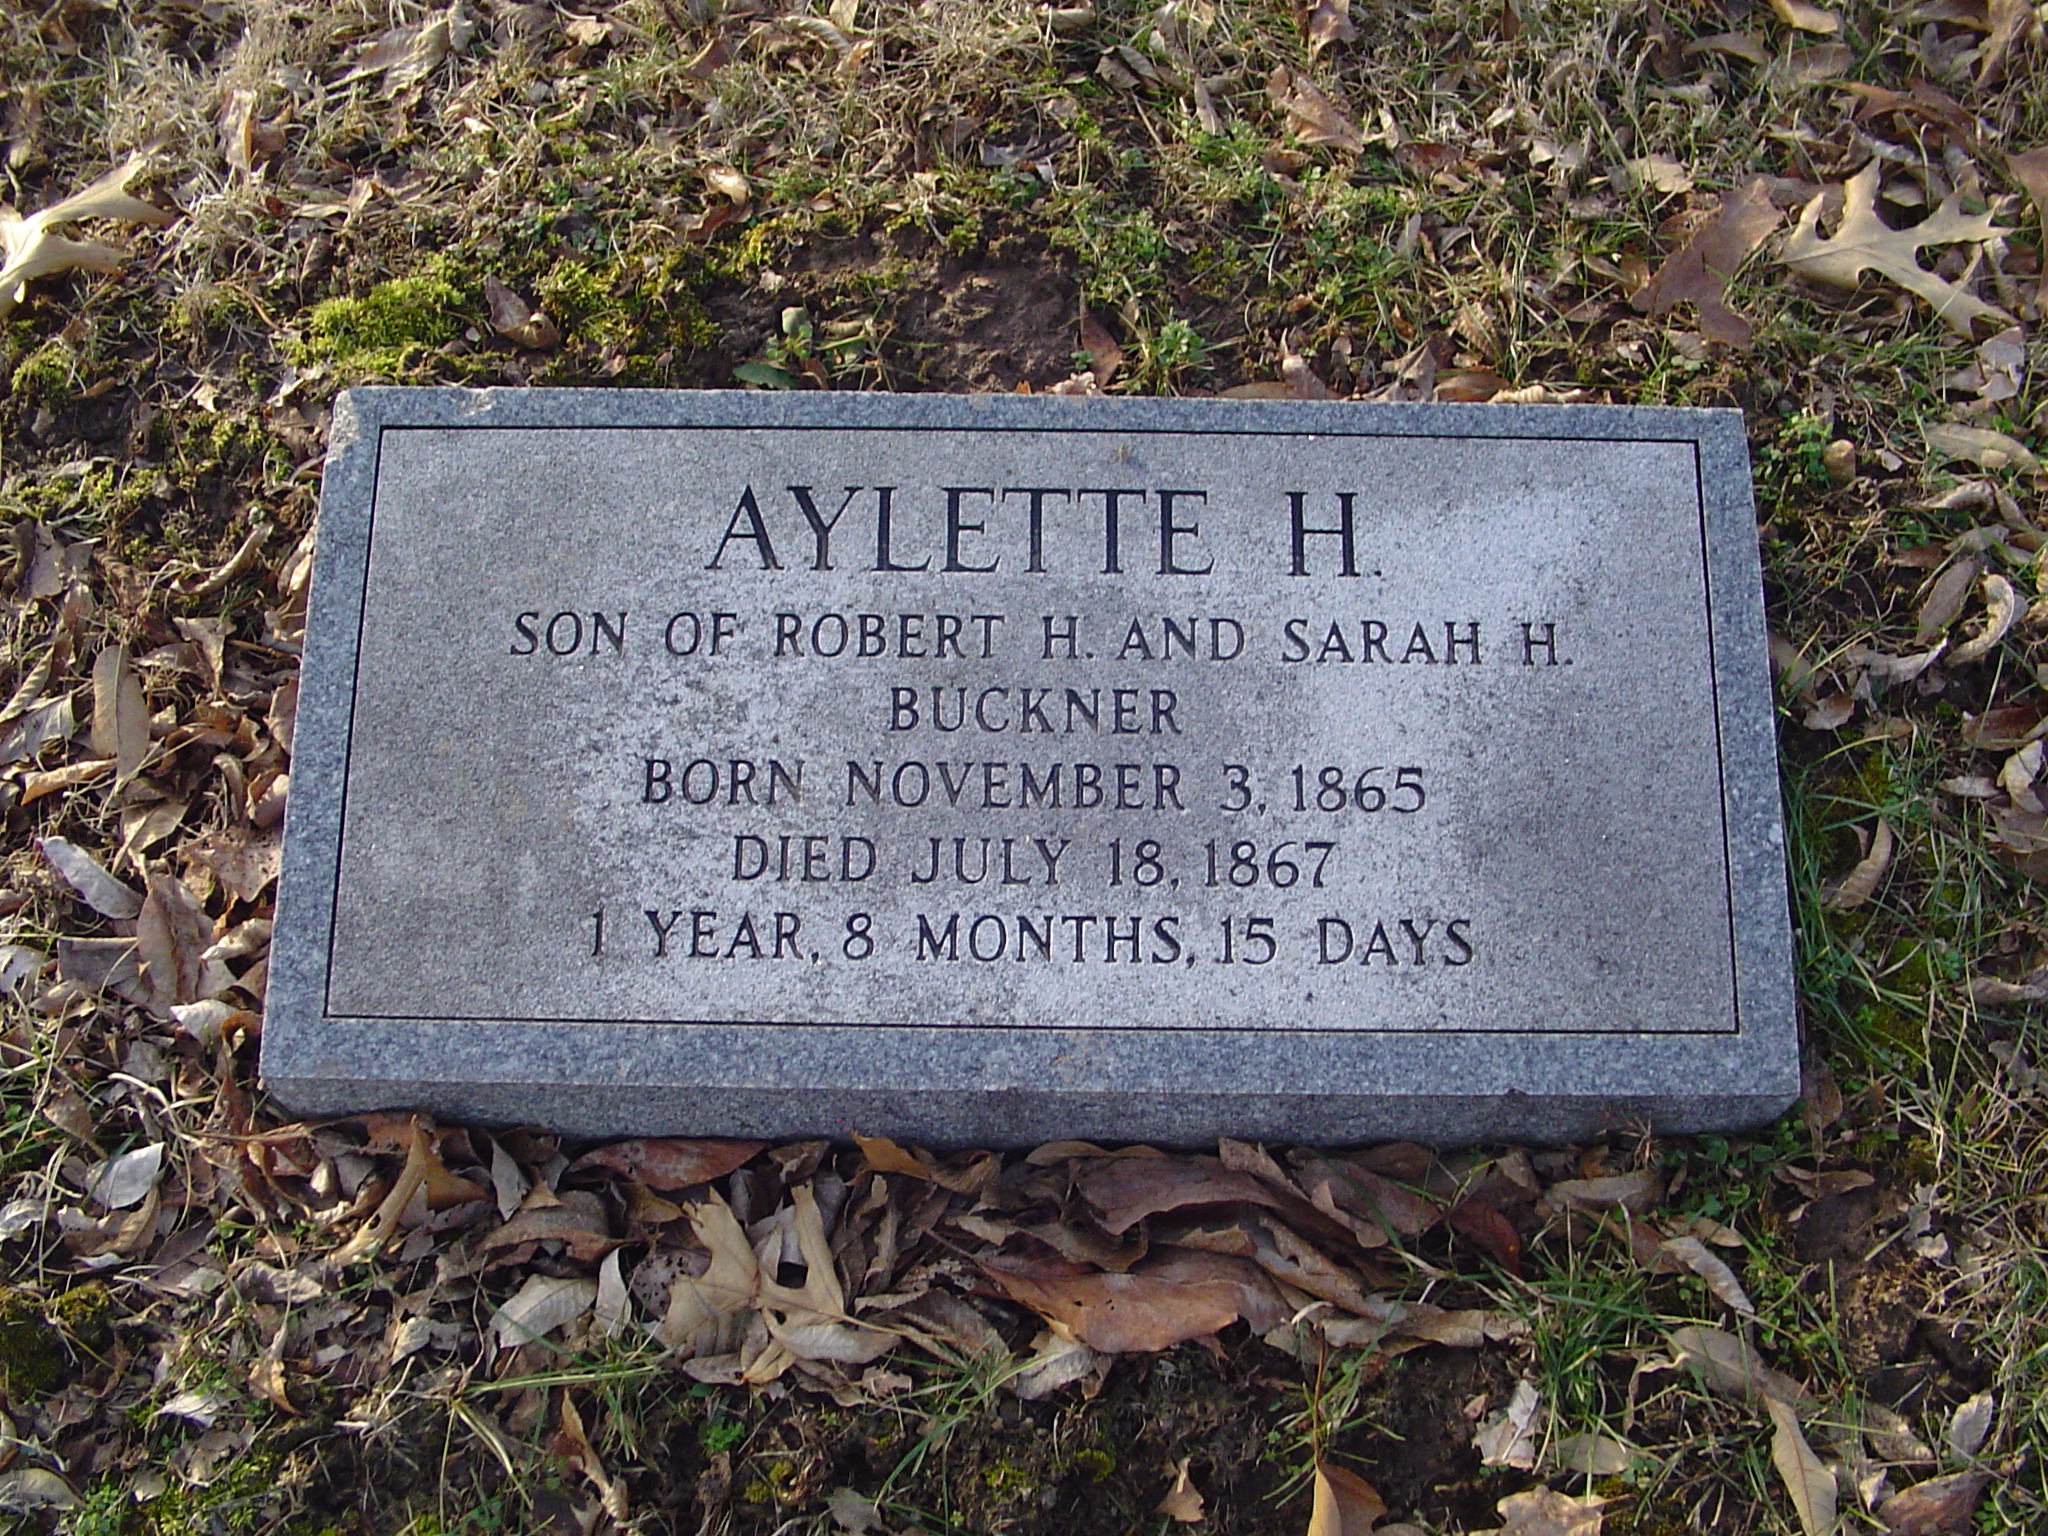 AYLETTE H.
SON OF ROBERT H. AND SARAH H.
BUCKNER
BORN NOVEMBER 3, 1865
DIED JULY 18, 1867
1 YEAR, 8 MONTHS, 15 DAYS